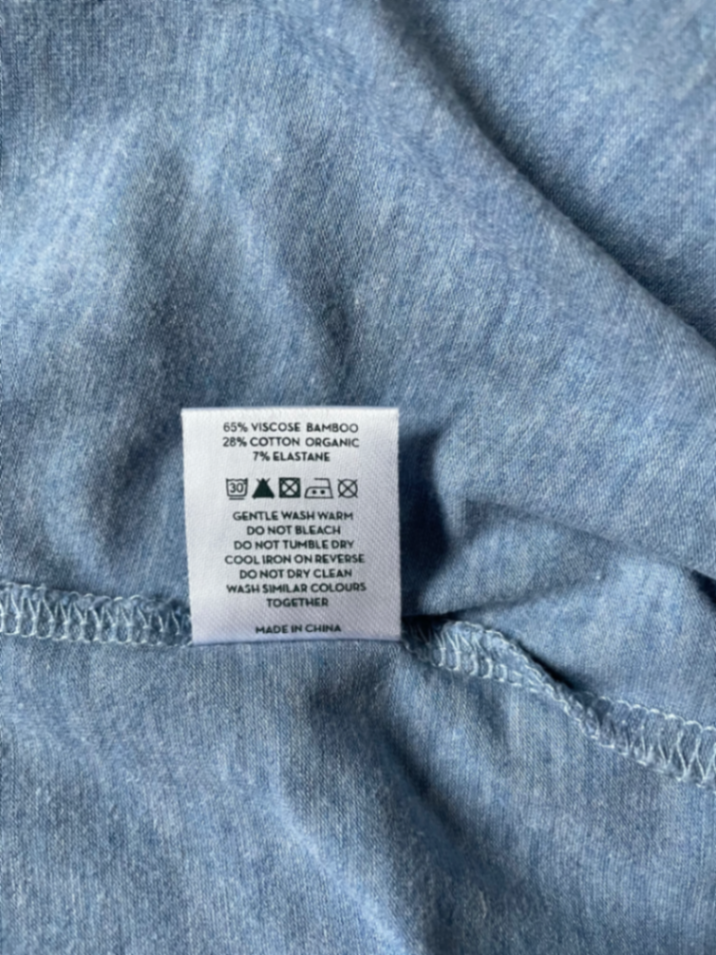 65% VISCOSE BAMBOO
28% COTTON ORGANIC
7% ELASTANE
30
GENTLE WASH WARM
DO NOT BLEACH
DO NOT TUMBLE DRY
COOL IRON ON REVERSE
DO NOT DRY CLEAN
WASH SIMILAR COLOURS
TOGETHER
MADE IN CHINA